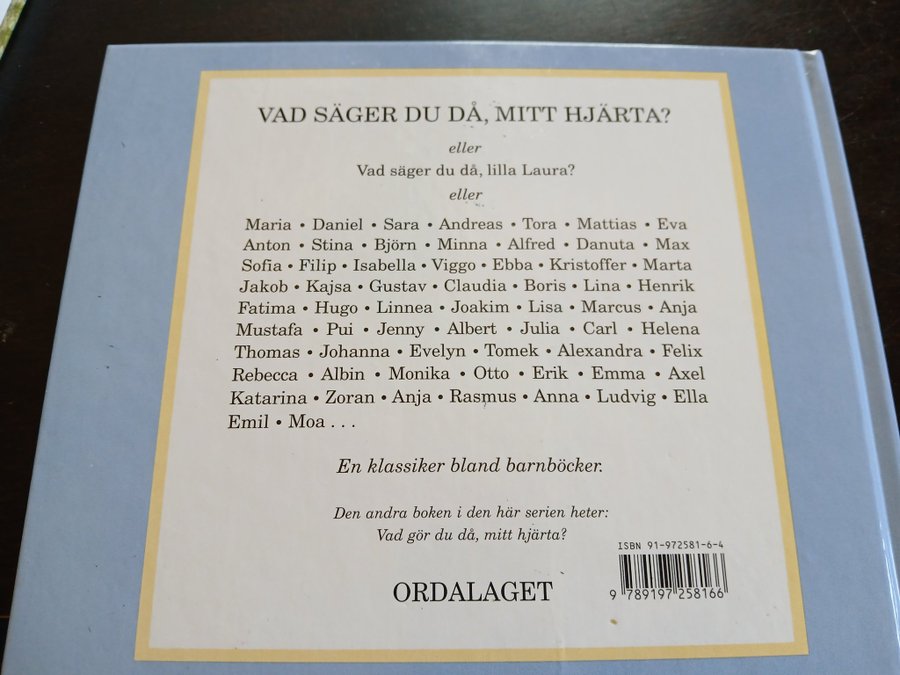 VAD SÄGER DU DÅ, MITT HJÄRTA?
eller
Vad säger du då, lilla Laura?
eller
Maria • Daniel • Sara • Andreas • Tora • Mattias • Eva
Anton • Stina • Björn • Minna • Alfred • Danuta • Max
Sofia • Filip • Isabella • Viggo • Ebba • Kristoffer • Marta
Jakob • Kajsa • Gustav • Claudia • Boris • Lina • Henrik
Fatima • Hugo • Linnea • Joakim • Lisa • Marcus • Anja
Mustafa • Pui • Jenny • Albert • Julia • Carl • Helena
Thomas • Johanna • Evelyn • Tomek • Alexandra • Felix
Rebecca • Albin • Monika • Otto • Erik • Emma • Axel
Katarina • Zoran • Anja • Rasmus • Anna • Ludvig • Ella
Emil • Moa . . .
En klassiker bland barnböcker.
Den andra boken i den här serien heter:
Vad gör du då, mitt hjärta?
ORDALAGET
ISBN 91-972581-6-4
9 789197 258166